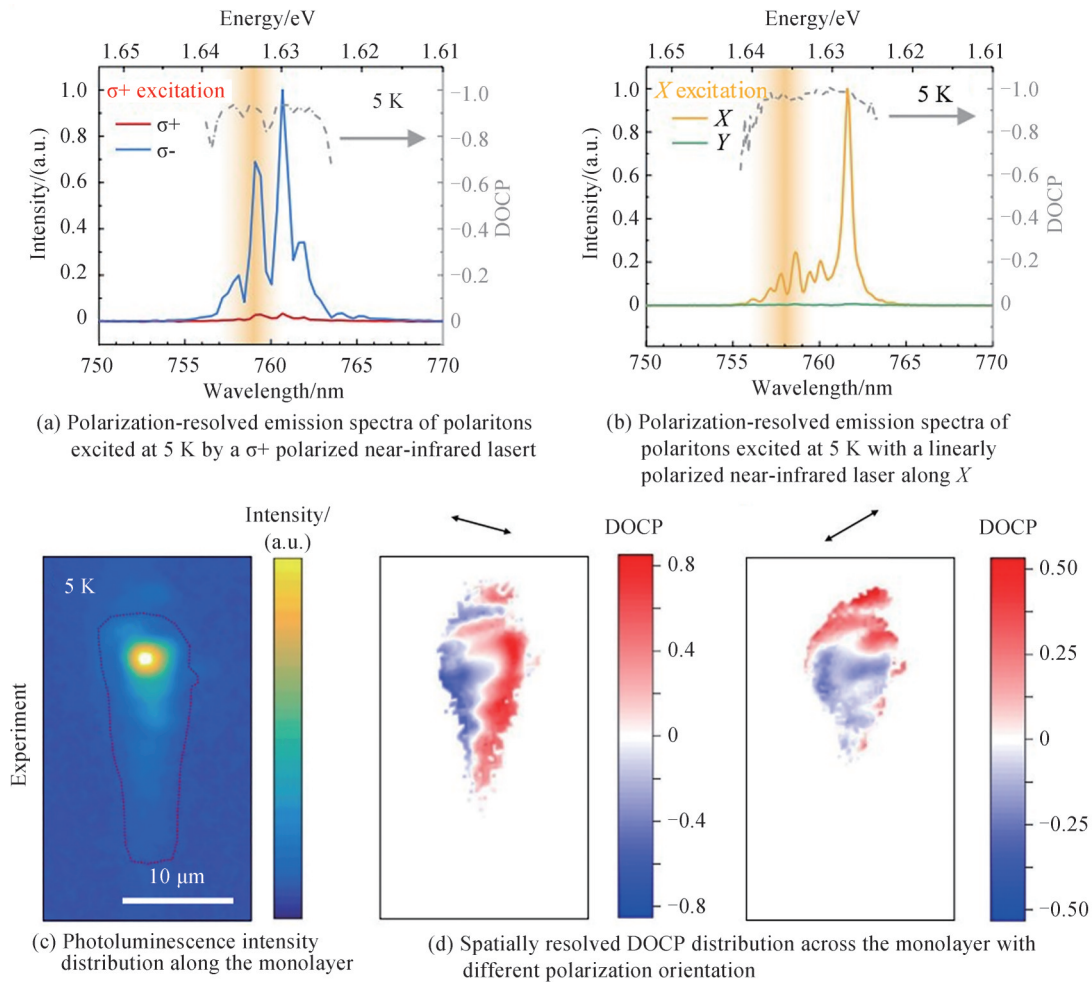 Energy/eV
1.65 1.64 1.63 1.62 1.61
σ+ excitation
σ+
σ-
5 K
Intensity/(a.u.)
1.0
0.8
0.6
0.4
0.2
0
DOCP
−1.0
−0.8
−0.6
−0.4
−0.2
0
750 755 760 765 770
Wavelength/nm
(a) Polarization-resolved emission spectra of polaritons
excited at 5 K by a σ+ polarized near-infrared lasert
Energy/eV
1.65 1.64 1.63 1.62 1.61
X excitation
X
Y
5 K
Intensity/(a.u.)
1.0
0.8
0.6
0.4
0.2
0
DOCP
−1.0
−0.8
−0.6
−0.4
−0.2
0
750 755 760 765 770
Wavelength/nm
(b) Polarization-resolved emission spectra of
polaritons excited at 5 K with a linearly
polarized near-infrared laser along X
Intensity/
(a.u.)
Experiment
5 K
10 μm
(c) Photoluminescence intensity
distribution along the monolayer
DOCP
0.8
0.4
0
−0.4
−0.8
DOCP
0.50
0.25
0
−0.25
−0.50
(d) Spatially resolved DOCP distribution across the monolayer with
different polarization orientation